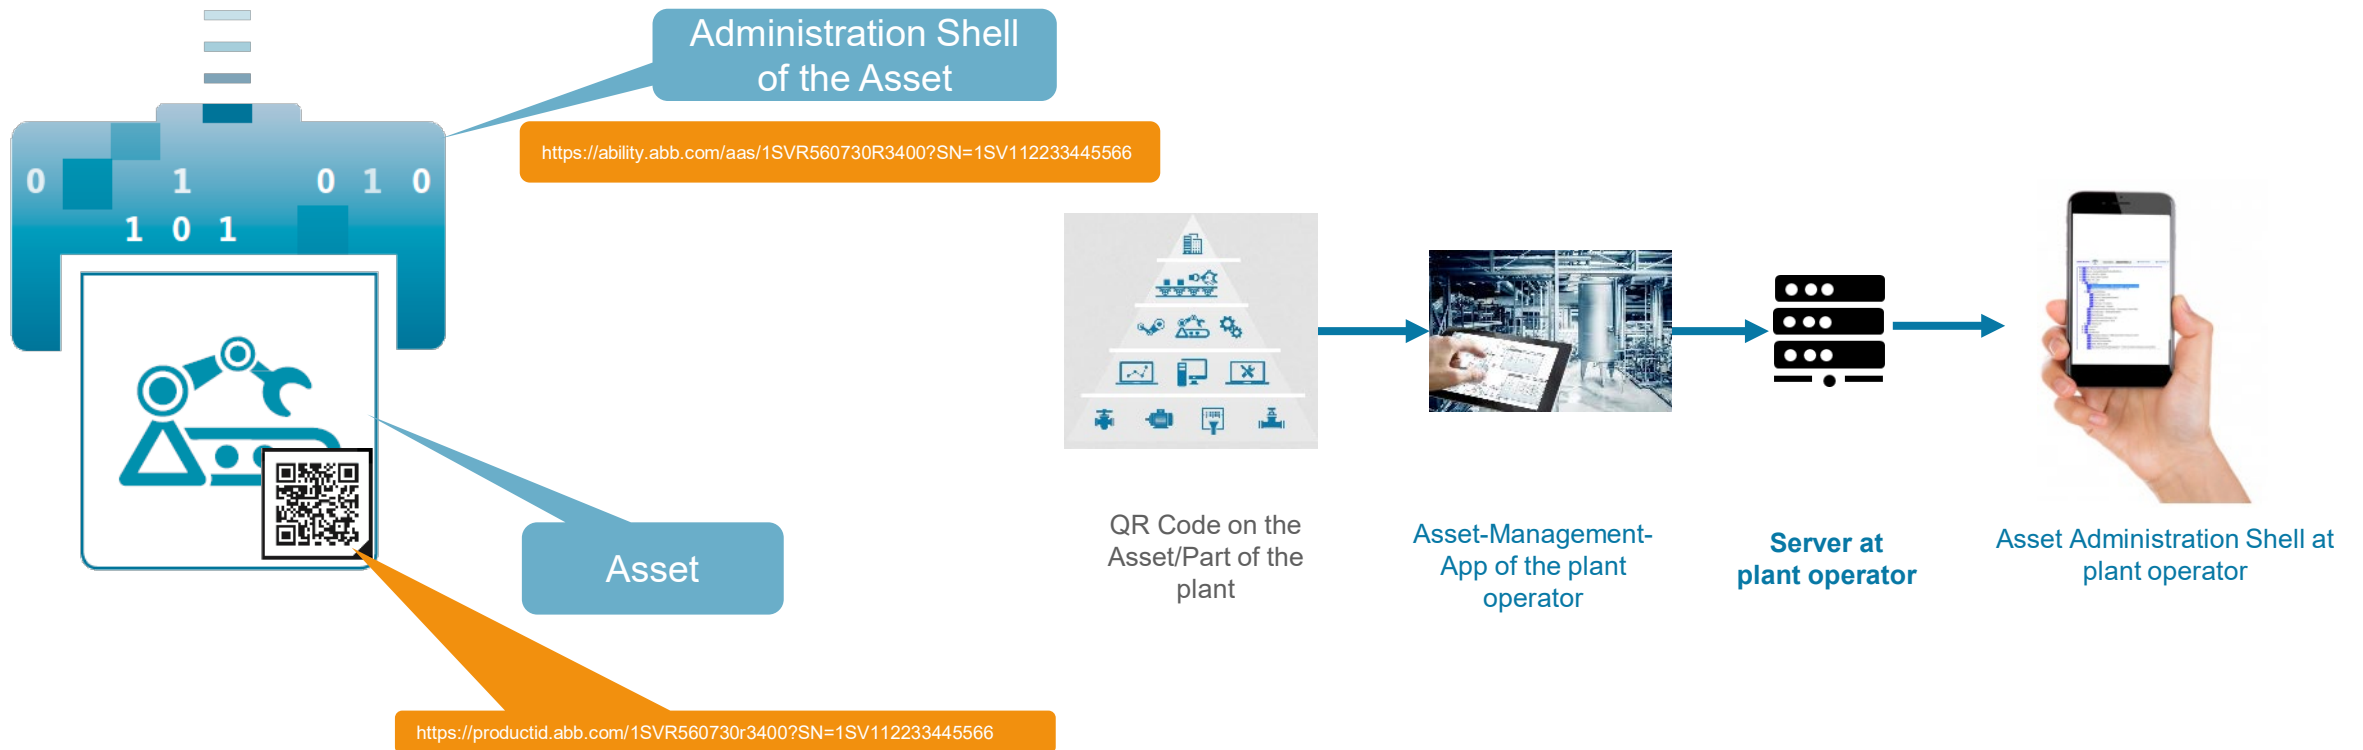 Administration Shell
of the Asset
https://ability.abb.com/aas/1SVR560730R3400?SN=1SV112233445566
0 1 0 1 0
1 0 1
Asset
https://productid.abb.com/1SVR560730r3400?SN=1SV112233445566
QR Code on the
Asset/Part of the
plant
Asset-Management-
App of the plant
operator
Server at
plant operator
Asset Administration Shell at
plant operator